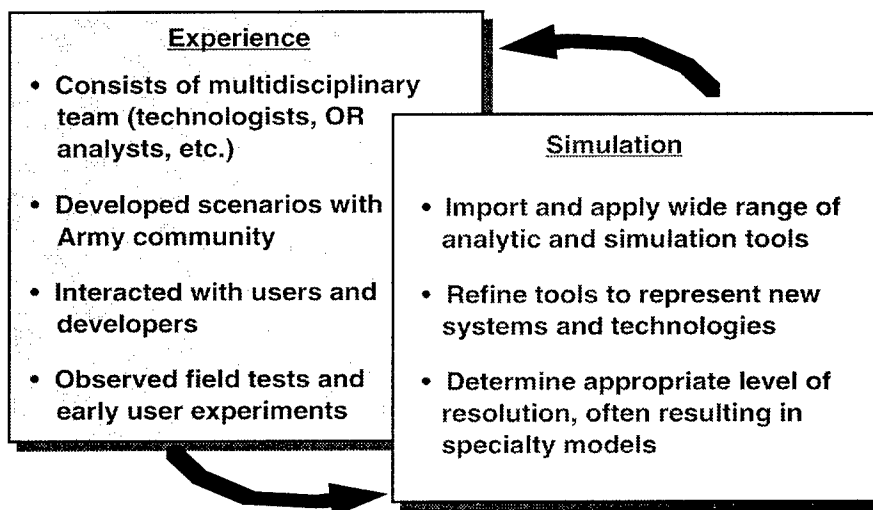 Experience
• Consists of multidisciplinary
team (technologists, OR
analysts, etc.)
• Developed scenarios with
Army community
• Interacted with users and
developers
• Observed field tests and
early user experiments
Simulation
• Import and apply wide range of
analytic and simulation tools
• Refine tools to represent new
systems and technologies
• Determine appropriate level of
resolution, often resulting in
specialty models